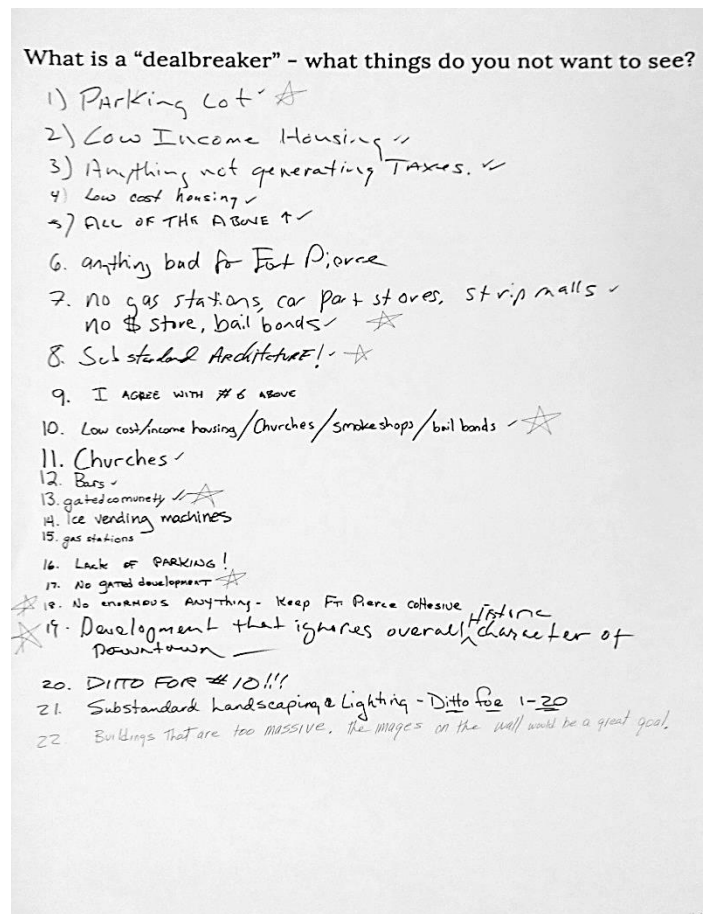 What is a “dealbreaker” – what things do you not want to see?
1) Parking Lot
2) Low Income Housing
3) Anything not generating TAXES.
4) Low cost housing
5) ALL OF THE ABOVE ↑
6. anything bad for Fort Pierce
7. no gas stations, car part stores, strip malls
no $ store, bail bonds
8. Substandard ARCHiTCTURE!
9. I AGREE WITH # 6 ABOVE
10. Low cost/income housing/Churches/smoke shops/bail bonds
11. Churches
12. Bars
13. gated comunety
14. Ice vending machines
15. gas stations
16. LACK OF PARKING!
17. No gATED development
18. No ENORMOUS ANYTHING - Keep Ft. Pierce coHesive
19. Development that ignores overall Historic character of
Downtown
20. DITTO FOR #10!!!
21. Substandard Landscaping & Lighting - Ditto foe 1-20
22 Buildings That are too massive. The images on the wall would be a great goal.